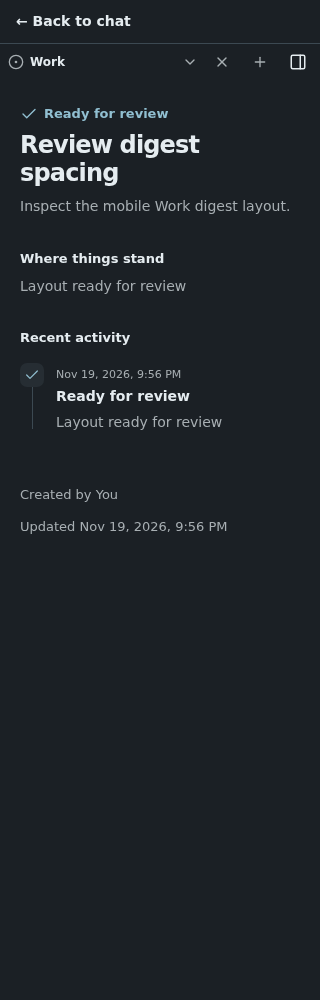 ← Back to chat
Work
Ready for review
Review digest
spacing
Inspect the mobile Work digest layout.
Where things stand
Layout ready for review
Recent activity
Nov 19, 2026, 9:56 PM
Ready for review
Layout ready for review
Created by You
Updated Nov 19, 2026, 9:56 PM